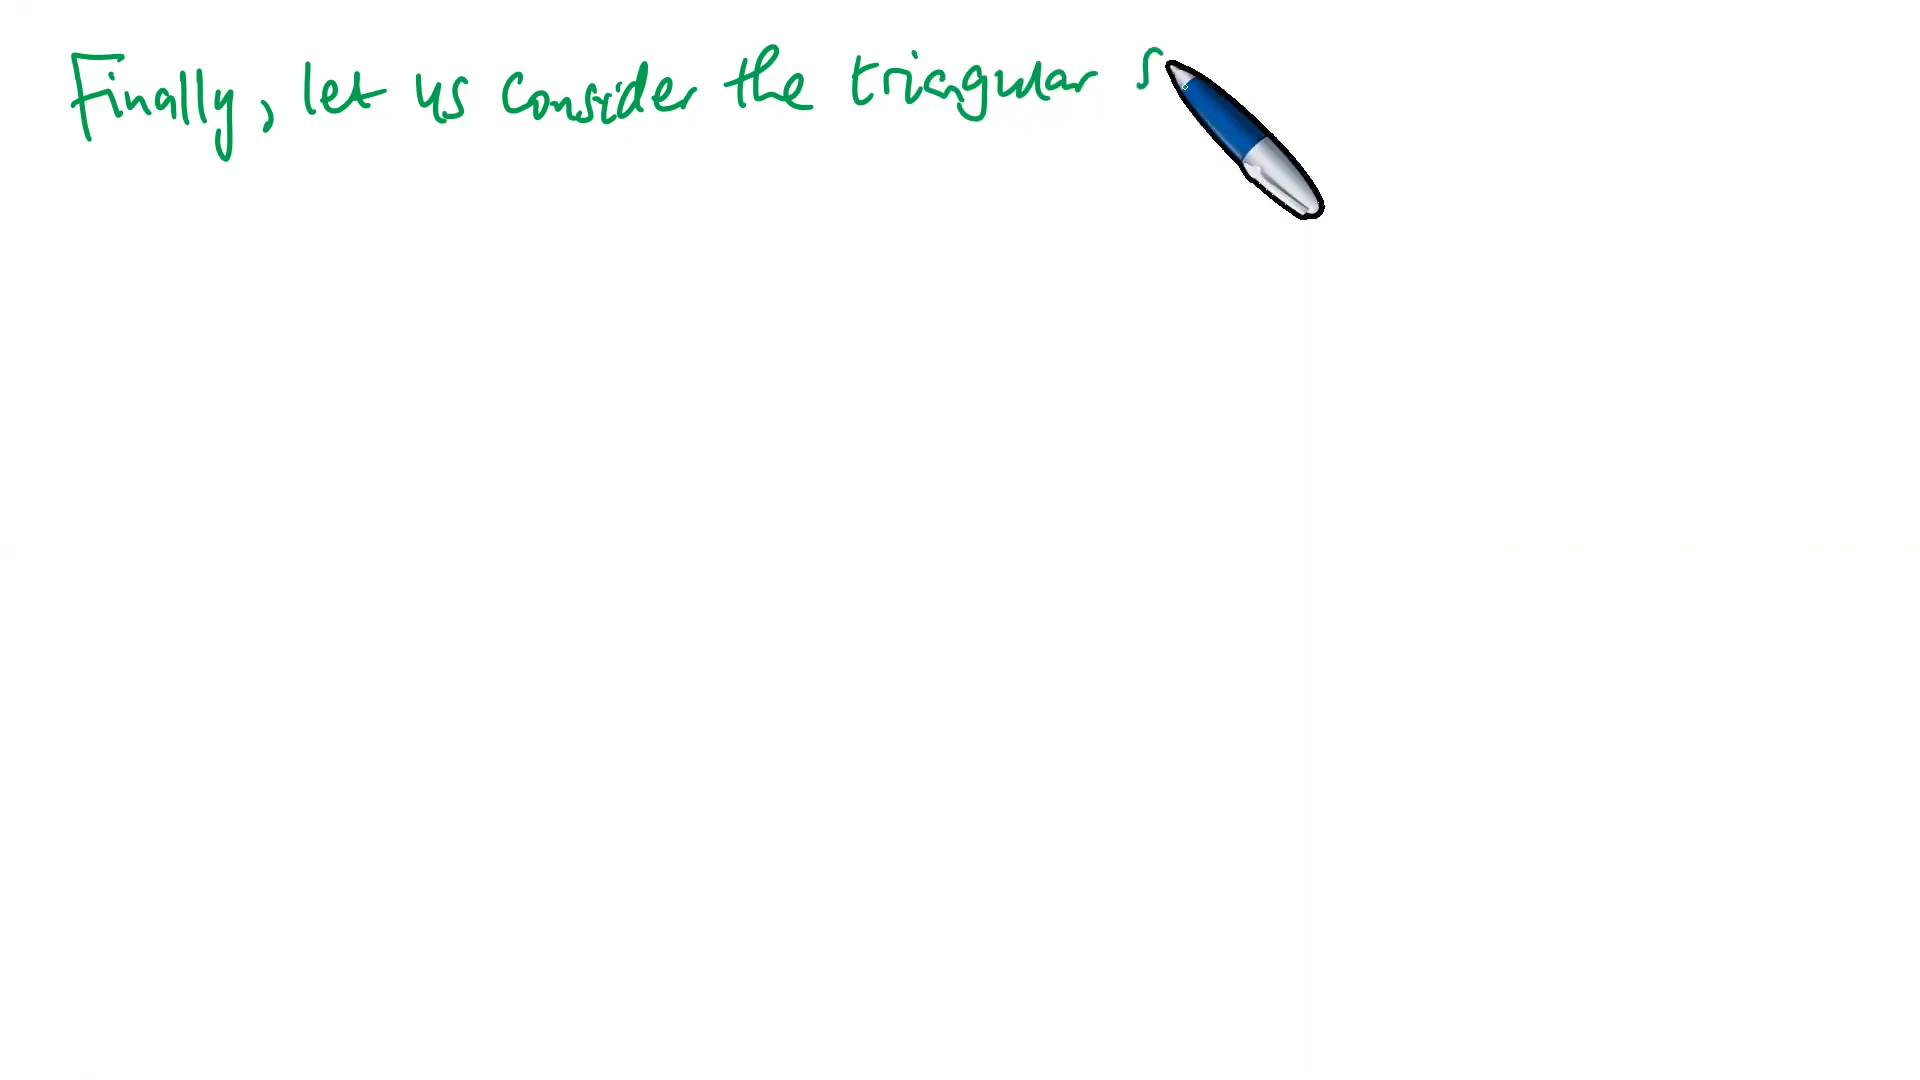 Finally, let us consider the triangular s